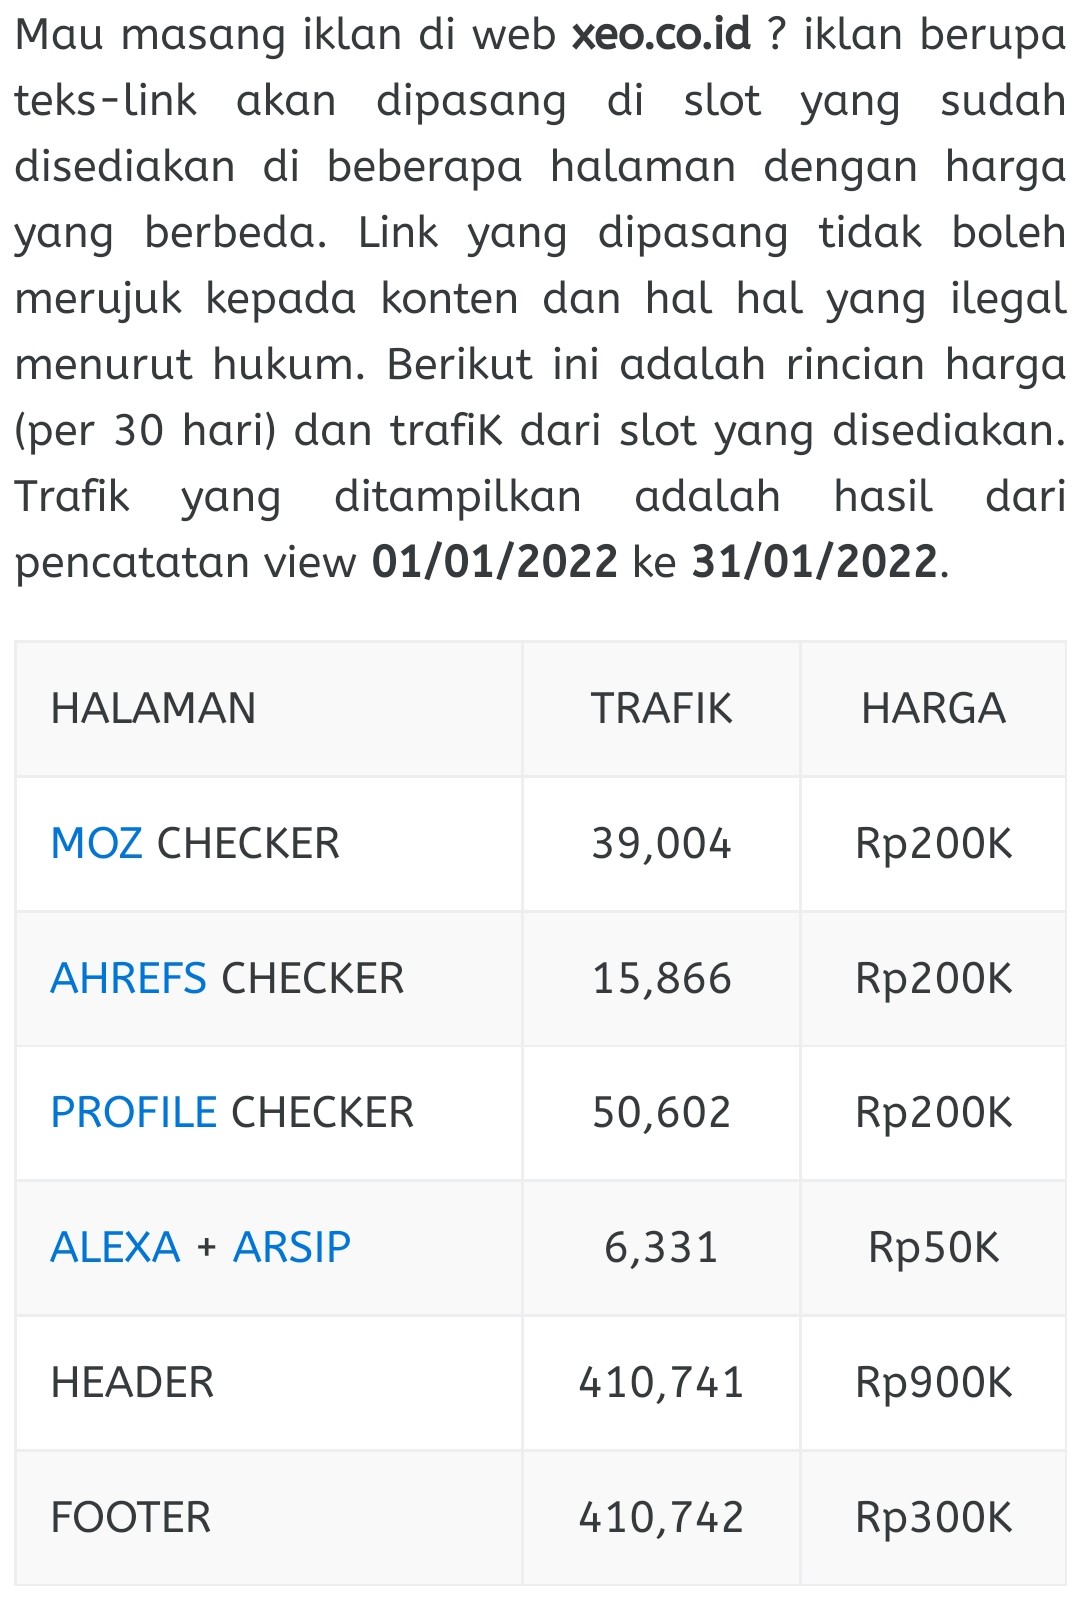 Mau masang iklan di web xeo.co.id ? iklan berupa
teks-link akan dipasang di slot yang sudah
disediakan di beberapa halaman dengan harga
yang berbeda. Link yang dipasang tidak boleh
merujuk kepada konten dan hal hal yang ilegal
menurut hukum. Berikut ini adalah rincian harga
(per 30 hari) dan trafiK dari slot yang disediakan.
Trafik yang ditampilkan adalah hasil dari
pencatatan view 01/01/2022 ke 31/01/2022.
HALAMAN TRAFIK HARGA
MOZ CHECKER 39,004 Rp200K
AHREFS CHECKER 15,866 Rp200K
PROFILE CHECKER 50,602 Rp200K
ALEXA + ARSIP 6,331 Rp50K
HEADER 410,741 Rp900K
FOOTER 410,742 Rp300K